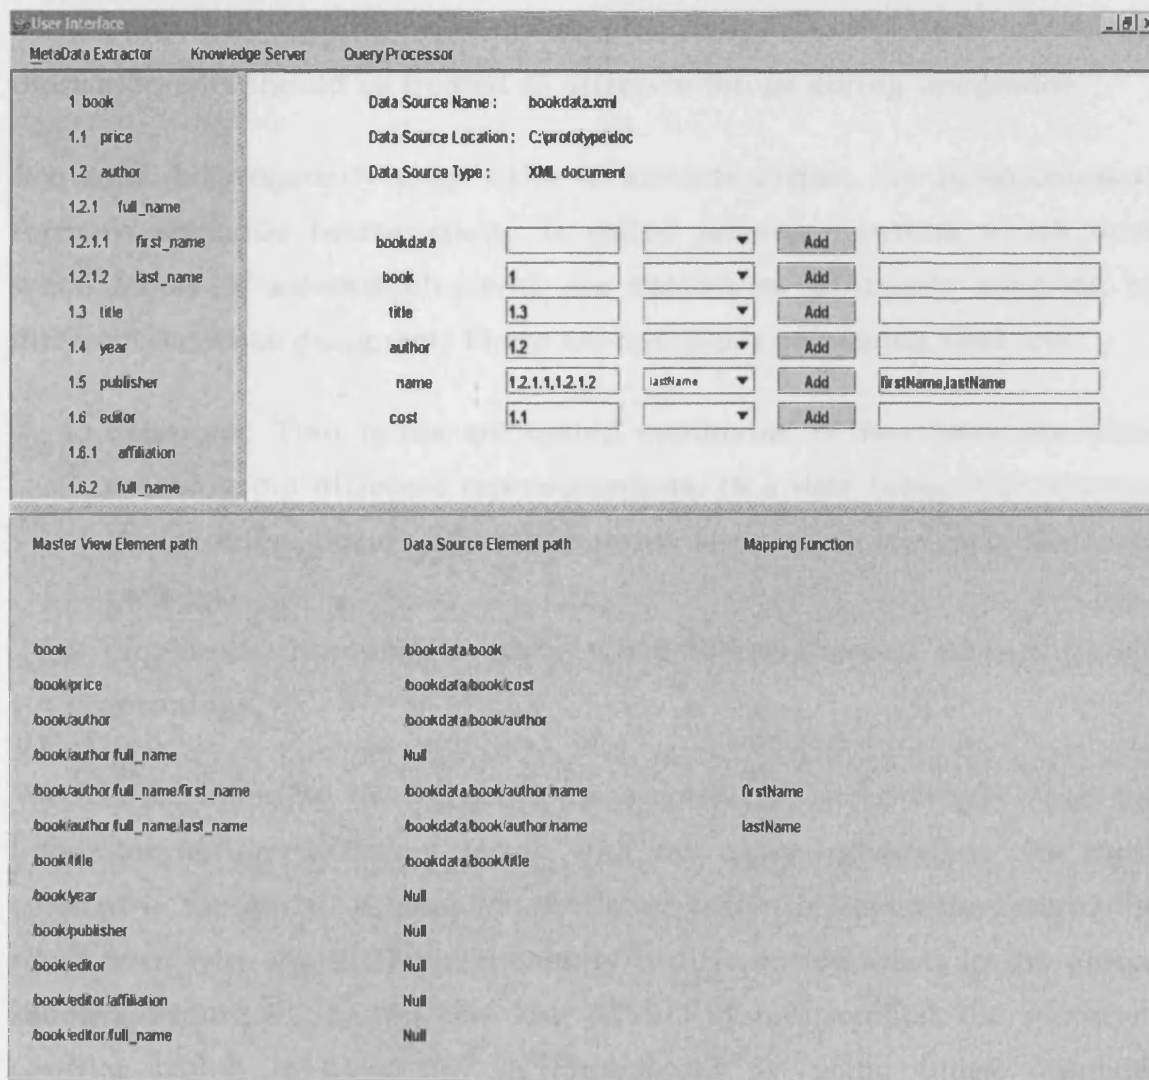 User Interface
MetaData Extractor Knowledge Server Query Processor
1 book
1.1 price
1.2 author
1.2.1 full_name
1.2.1.1 first_name
1.2.1.2 last_name
1.3 title
1.4 year
1.5 publisher
1.6 editor
1.6.1 affiliation
1.6.2 full_name
Data Source Name : bookdata.xml
Data Source Location : C:\prototype\doc
Data Source Type : XML document
bookdata Add
book 1 Add
title 1.3 Add
author 1.2 Add
name 1.2.1.1,1.2.1.2 lastName Add firstName,lastName
cost 1.1 Add
Master View Element path Data Source Element path Mapping Function
/book /bookdata/book
/book/price /bookdata/book/cost
/book/author /bookdata/book/author
/book/author/full_name Null
/book/author/full_name/first_name /bookdata/book/author/name firstName
/book/author/full_name/last_name /bookdata/book/author/name lastName
/book/title /bookdata/book/title
/book/year Null
/book/publisher Null
/book/editor Null
/book/editor/affiliation Null
/book/editor/full_name Null